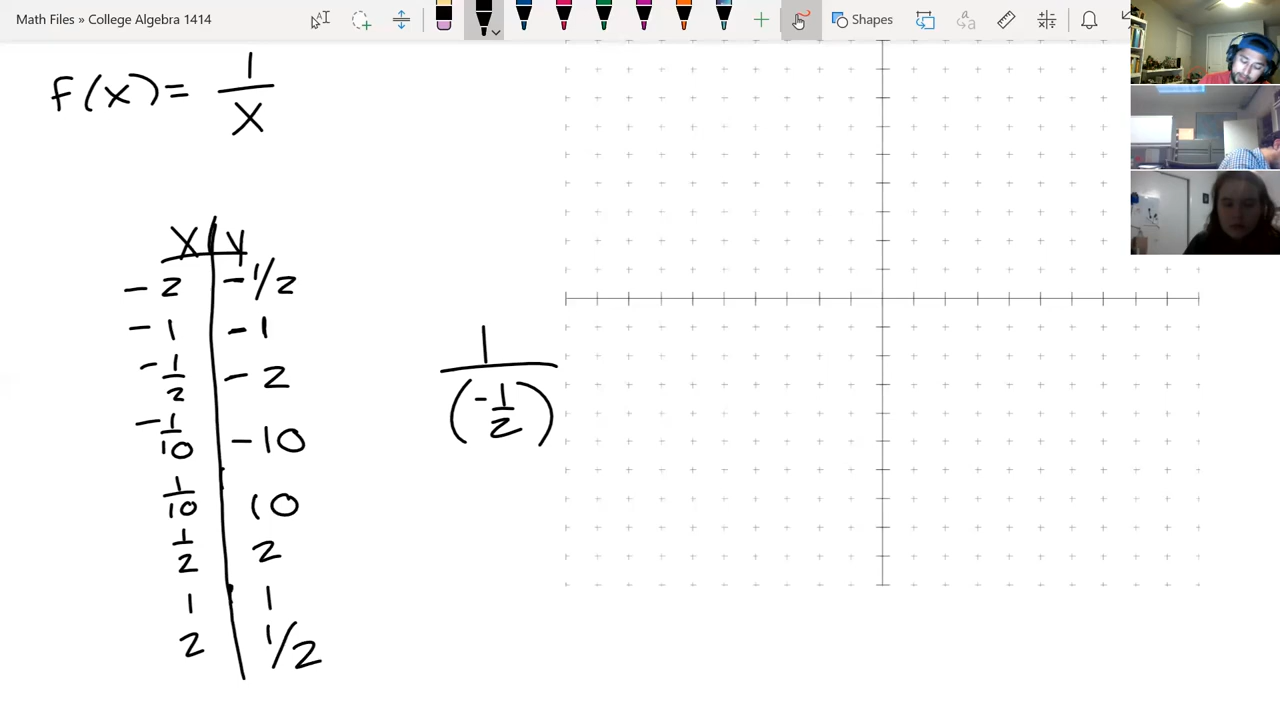 Math Files » College Algebra 1414
Shapes
f(x) = 1/x
x | y
-2 | -1/2
-1 | -1
-1/2 | -2
-1/10 | -10
1/10 | 10
1/2 | 2
1 | 1
2 | 1/2
1/(-1/2)